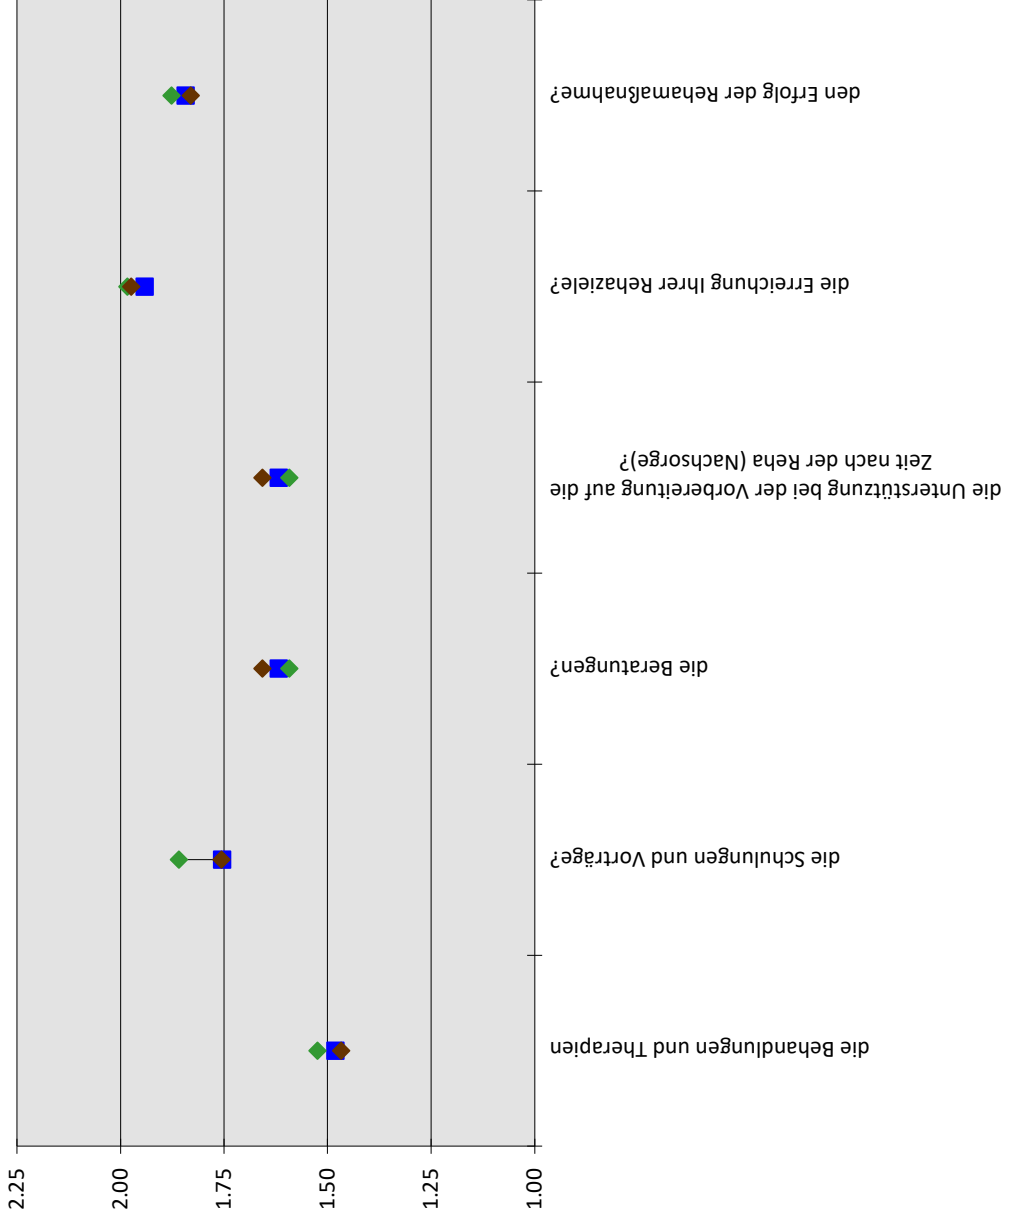 den Erfolg der Rehamaßnahme?
die Erreichung Ihrer Rehaziele?
die Unterstützung bei der Vorbereitung auf die
Zeit nach der Reha (Nachsorge)?
die Beratungen?
die Schulungen und Vorträge?
die Behandlungen und Therapien
2.25
2.00
1.75
1.50
1.25
1.00